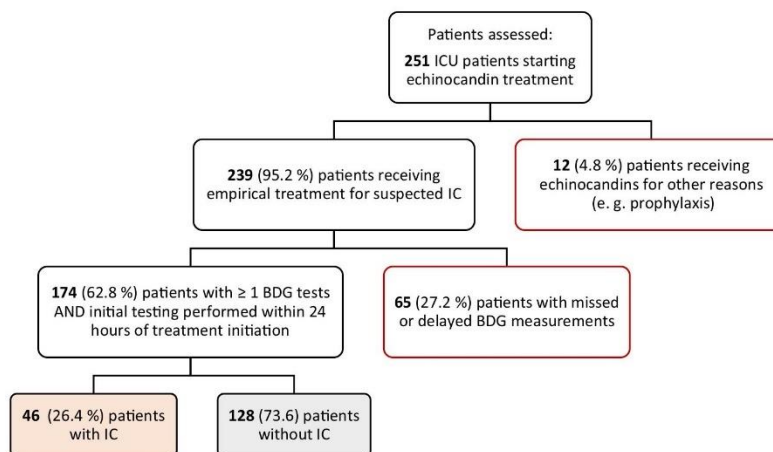 Patients assessed:
251 ICU patients starting
echinocandin treatment
239 (95.2 %) patients receiving
empirical treatment for suspected IC
12 (4.8 %) patients receiving
echinocandins for other reasons
(e. g. prophylaxis)
174 (62.8 %) patients with ≥ 1 BDG tests
AND initial testing performed within 24
hours of treatment initiation
65 (27.2 %) patients with missed
or delayed BDG measurements
46 (26.4 %) patients
with IC
128 (73.6) patients
without IC